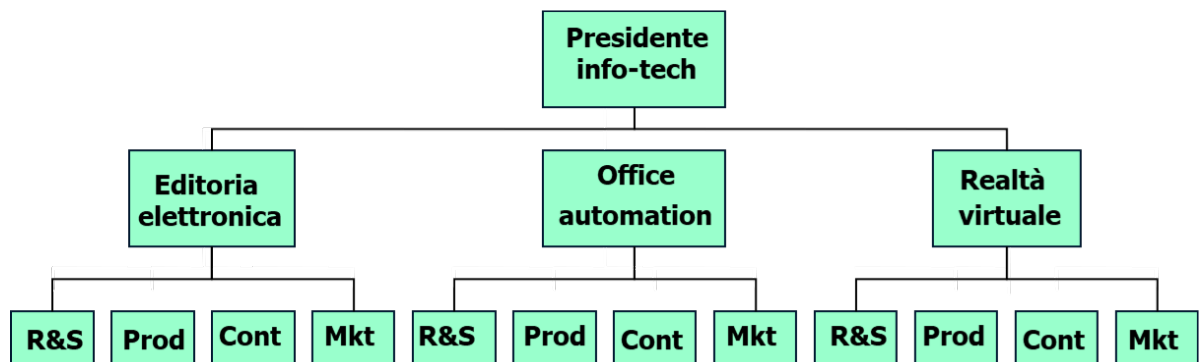 Presidente
info-tech
Editoria
elettronica
Office
automation
Realtà
virtuale
R&S
Prod
Cont
Mkt
R&S
Prod
Cont
Mkt
R&S
Prod
Cont
Mkt